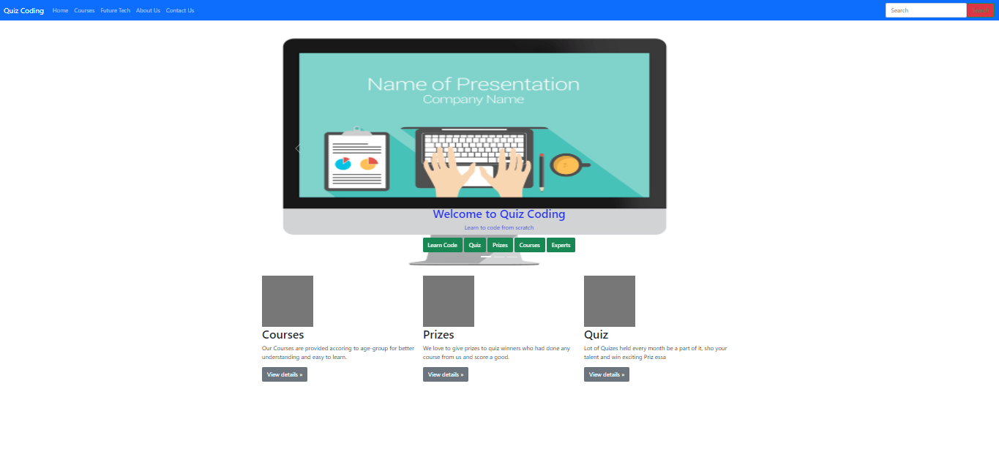 Quiz Coding Home Courses Future Tech About Us Contact Us Search Search
Name of Presentation
Company Name
Welcome to Quiz Coding
Learn to code from scratch
Learn Code Quiz Prizes Courses Experts
Courses
Our Courses are provided accoring to age-group for better
understanding and easy to learn.
View details »
Prizes
We love to give prizes to quiz winners who had done any
course from us and score a good.
View details »
Quiz
Lot of Quizes held every month be a part of it, sho your
talent and win exciting Priz essa
View details »